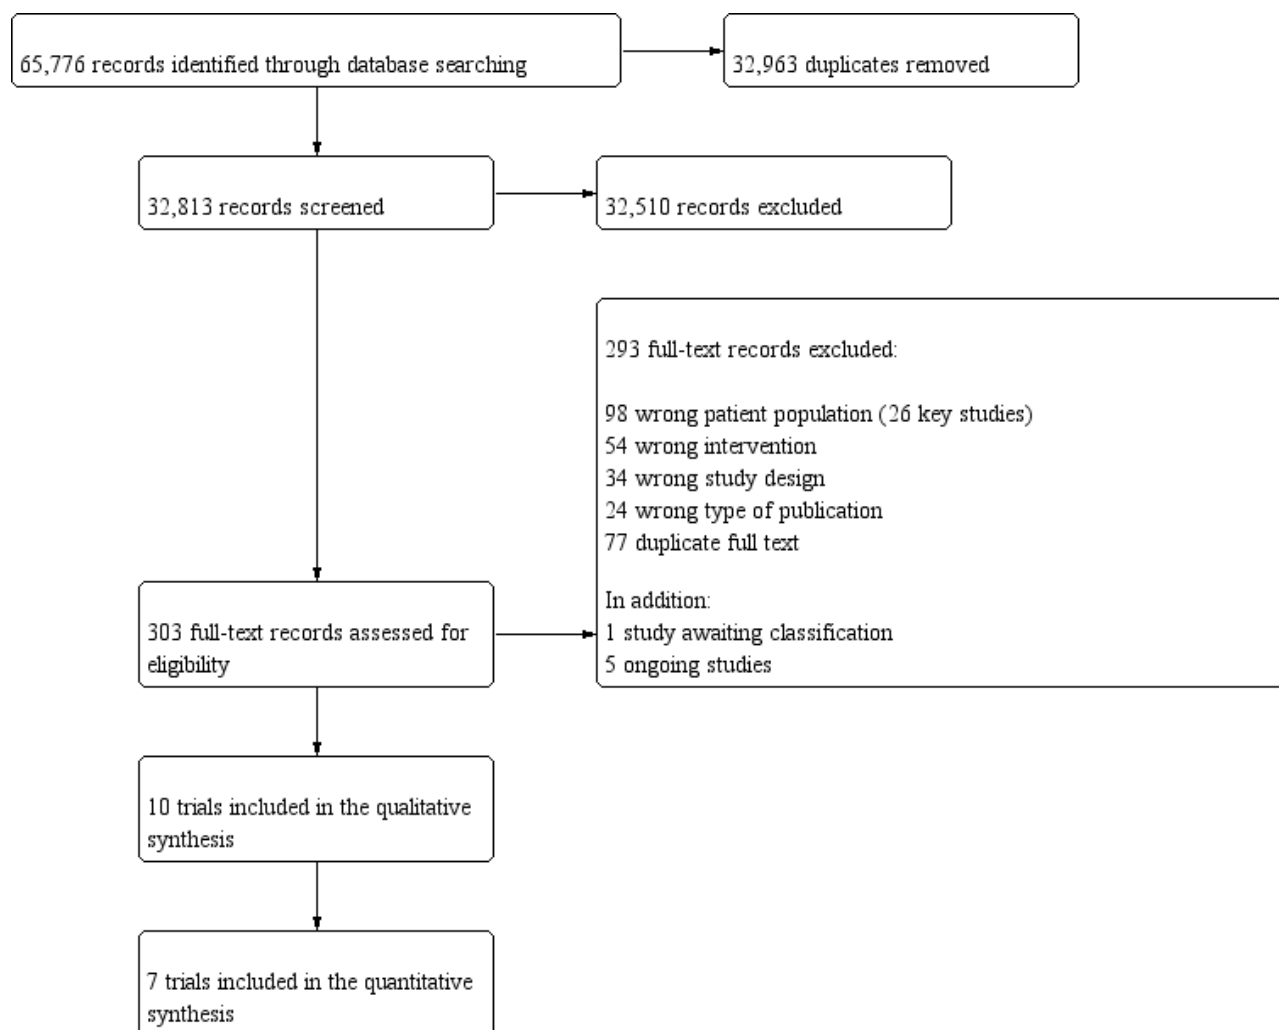 65,776 records identified through database searching
32,963 duplicates removed
32,813 records screened
32,510 records excluded
293 full-text records excluded:
98 wrong patient population (26 key studies)
54 wrong intervention
34 wrong study design
24 wrong type of publication
77 duplicate full text
In addition:
1 study awaiting classification
5 ongoing studies
303 full-text records assessed for
eligibility
10 trials included in the qualitative
synthesis
7 trials included in the quantitative
synthesis